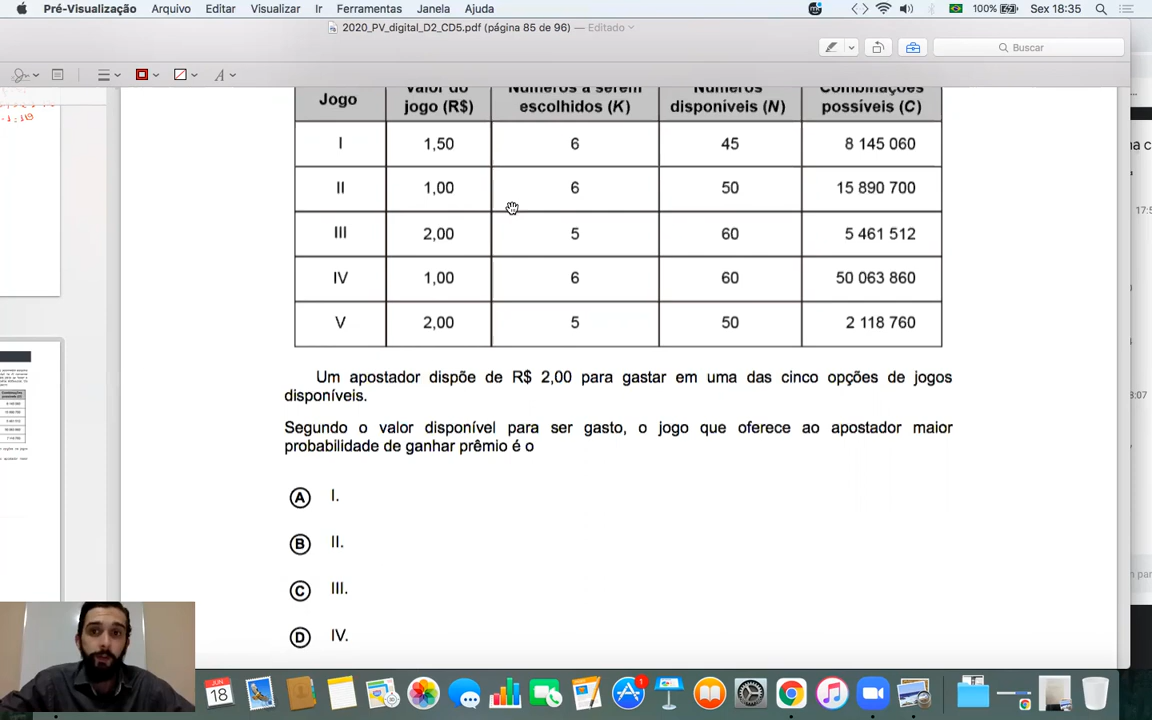 Pré-Visualização Arquivo Editar Visualizar Ir Ferramentas Janela Ajuda 100% Sex 18:35
2020_PV_digital_D2_CD5.pdf (página 85 de 96) — Editado
Buscar
Jogo Valor do jogo (R$) Números a serem escolhidos (K) Números disponíveis (N) Combinações possíveis (C)
I 1,50 6 45 8 145 060
II 1,00 6 50 15 890 700
III 2,00 5 60 5 461 512
IV 1,00 6 60 50 063 860
V 2,00 5 50 2 118 760
Um apostador dispõe de R$ 2,00 para gastar em uma das cinco opções de jogos
disponíveis.
Segundo o valor disponível para ser gasto, o jogo que oferece ao apostador maior
probabilidade de ganhar prêmio é o
A I.
B II.
C III.
D IV.
JUN
18
1